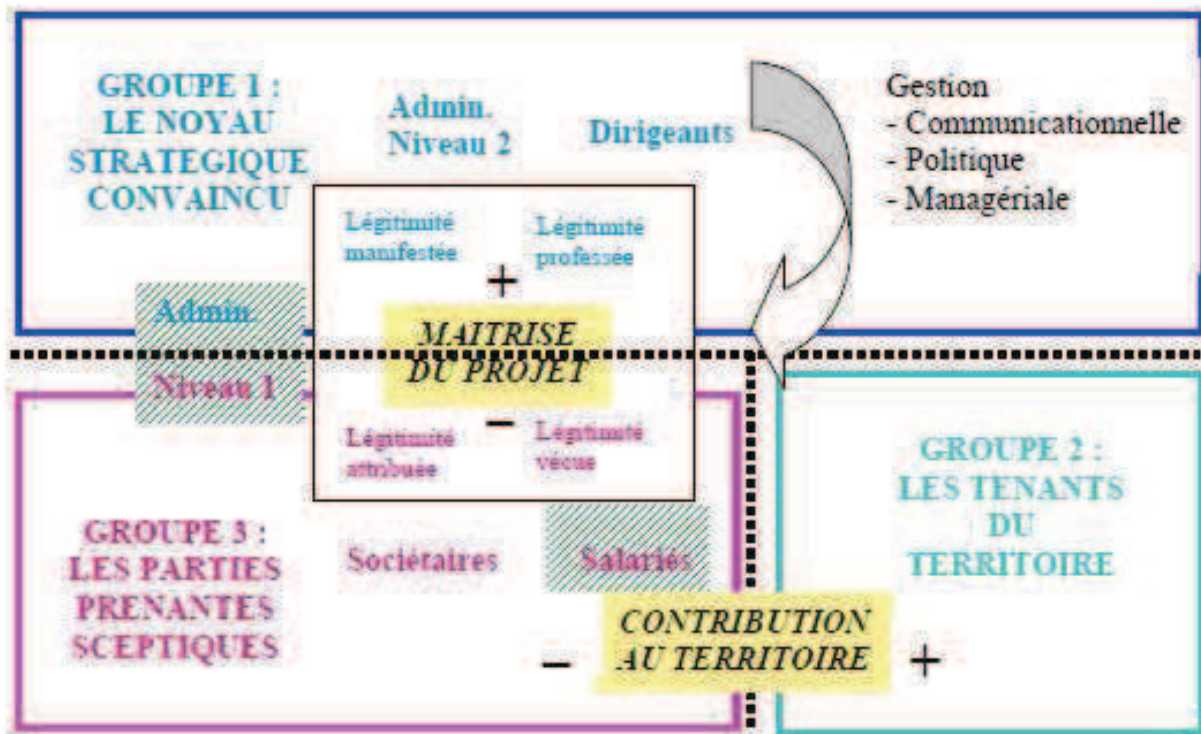 GROUPE 1 :
LE NOYAU
STRATEGIQUE
CONVAINCU
Admin.
Niveau 2
Dirigeants
Gestion
- Communicationnelle
- Politique
- Managériale
Légitimité
manifestée
Légitimité
professée
+
Admin.
Niveau 1
MAITRISE
DU PROJET
–
Légitimité
attribuée
Légitimité
vécue
GROUPE 3 :
LES PARTIES
PRENANTES
SCEPTIQUES
Sociétaires
Salariés
GROUPE 2 :
LES TENANTS
DU
TERRITOIRE
–
CONTRIBUTION
AU TERRITOIRE
+